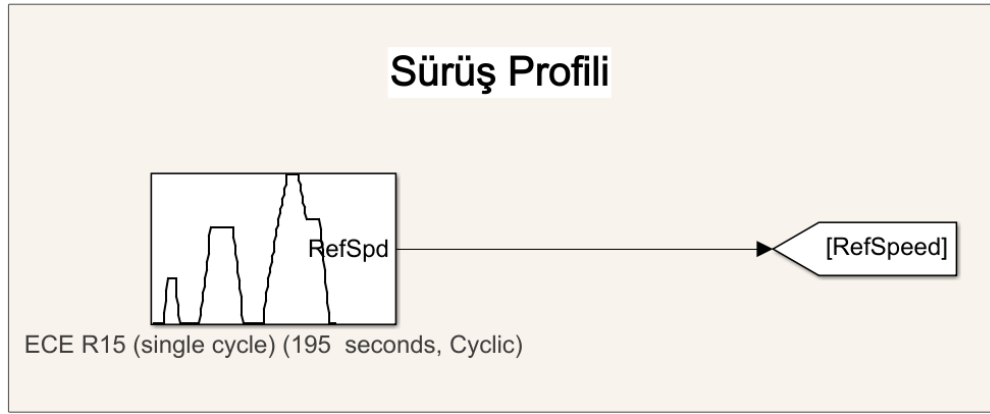 Sürüş Profili
RefSpd
[RefSpeed]
ECE R15 (single cycle) (195  seconds, Cyclic)